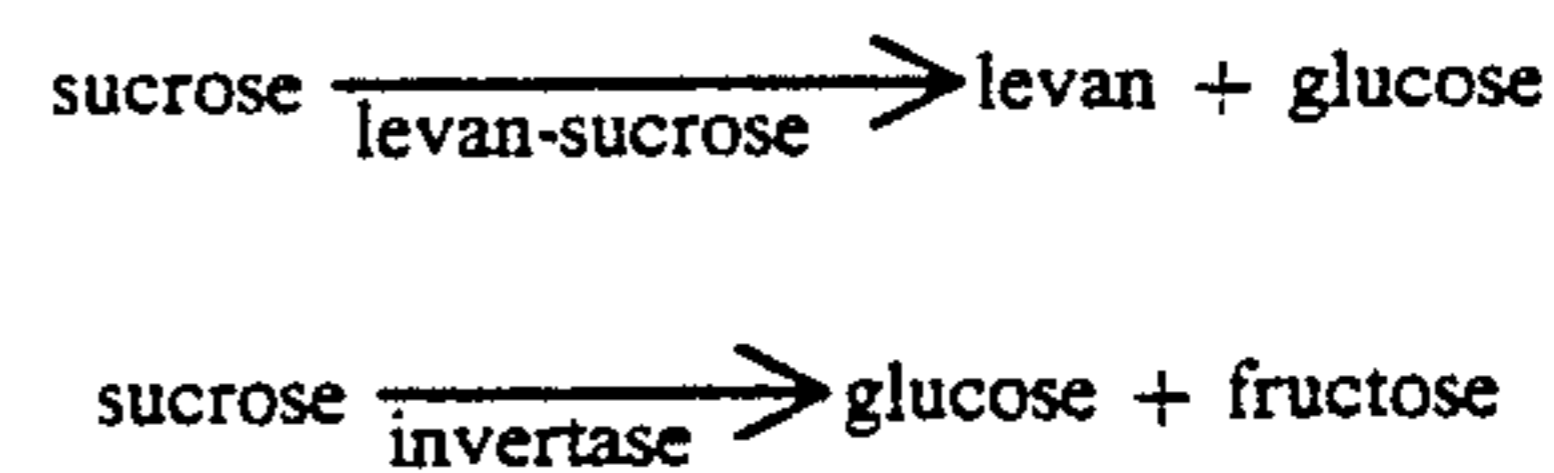 sucrose levan + glucose
levan-sucrose
sucrose glucose + fructose
invertase